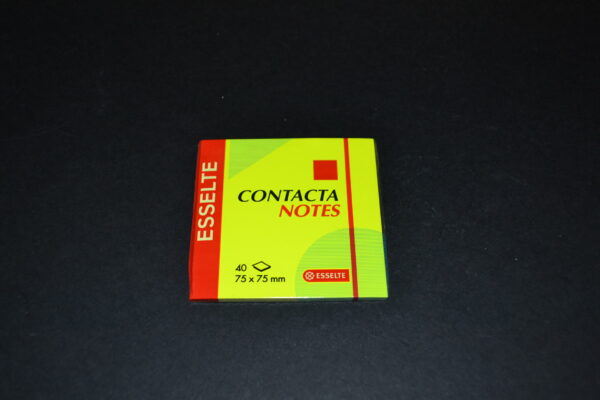 ESSELTE
CONTACTA
NOTES
40
75 x 75 mm
ESSELTE